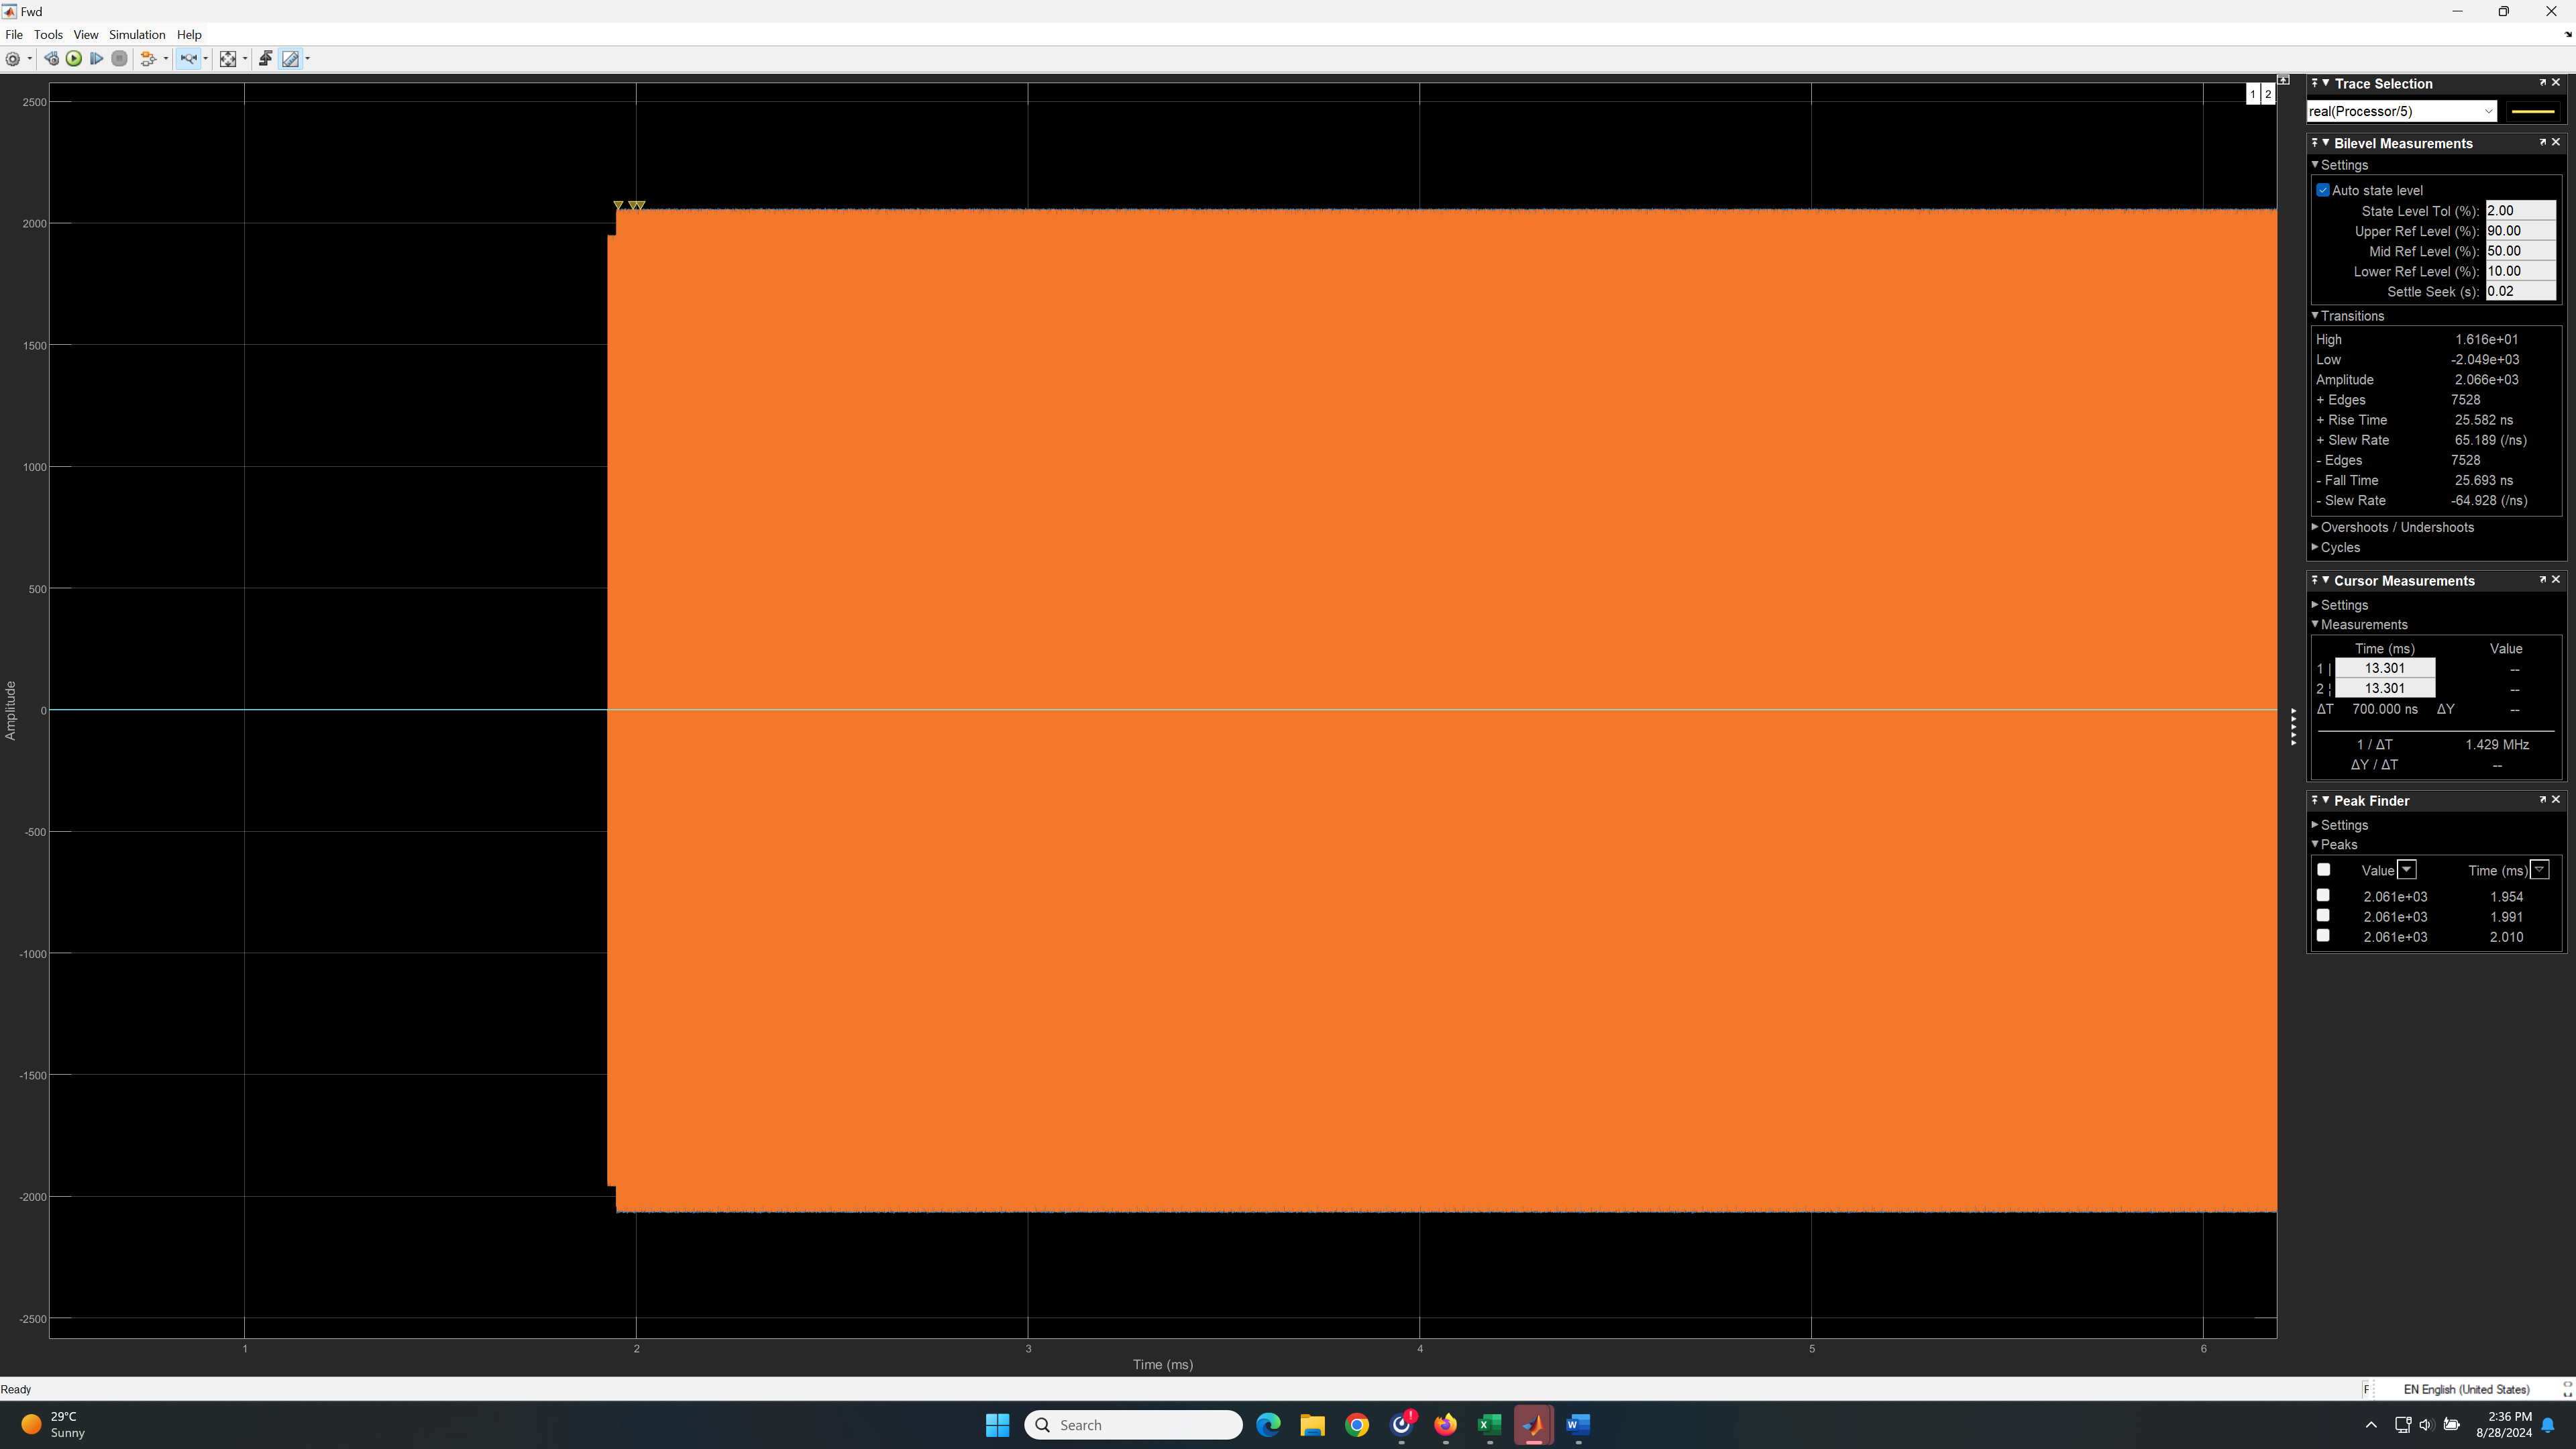 Fwd
File Tools View Simulation Help
2500
2000
1500
1000
500
0
-500
-1000
-1500
-2000
-2500
Amplitude
1 2 3 4 5 6
Time (ms)
1 2
Trace Selection
real(Processor/5)
Bilevel Measurements
Settings
Auto state level
State Level Tol (%): 2.00
Upper Ref Level (%): 90.00
Mid Ref Level (%): 50.00
Lower Ref Level (%): 10.00
Settle Seek (s): 0.02
Transitions
High 1.616e+01
Low -2.049e+03
Amplitude 2.066e+03
+ Edges 7528
+ Rise Time 25.582 ns
+ Slew Rate 65.189 (/ns)
- Edges 7528
- Fall Time 25.693 ns
- Slew Rate -64.928 (/ns)
Overshoots / Undershoots
Cycles
Cursor Measurements
Settings
Measurements
Time (ms) Value
1 | 13.301 --
2 ¦ 13.301 --
ΔT 700.000 ns ΔY --
1 / ΔT 1.429 MHz
ΔY / ΔT --
Peak Finder
Settings
Peaks
Value Time (ms)
2.061e+03 1.954
2.061e+03 1.991
2.061e+03 2.010
Ready
F
EN English (United States)
29°C
Sunny
Search
2:36 PM
8/28/2024